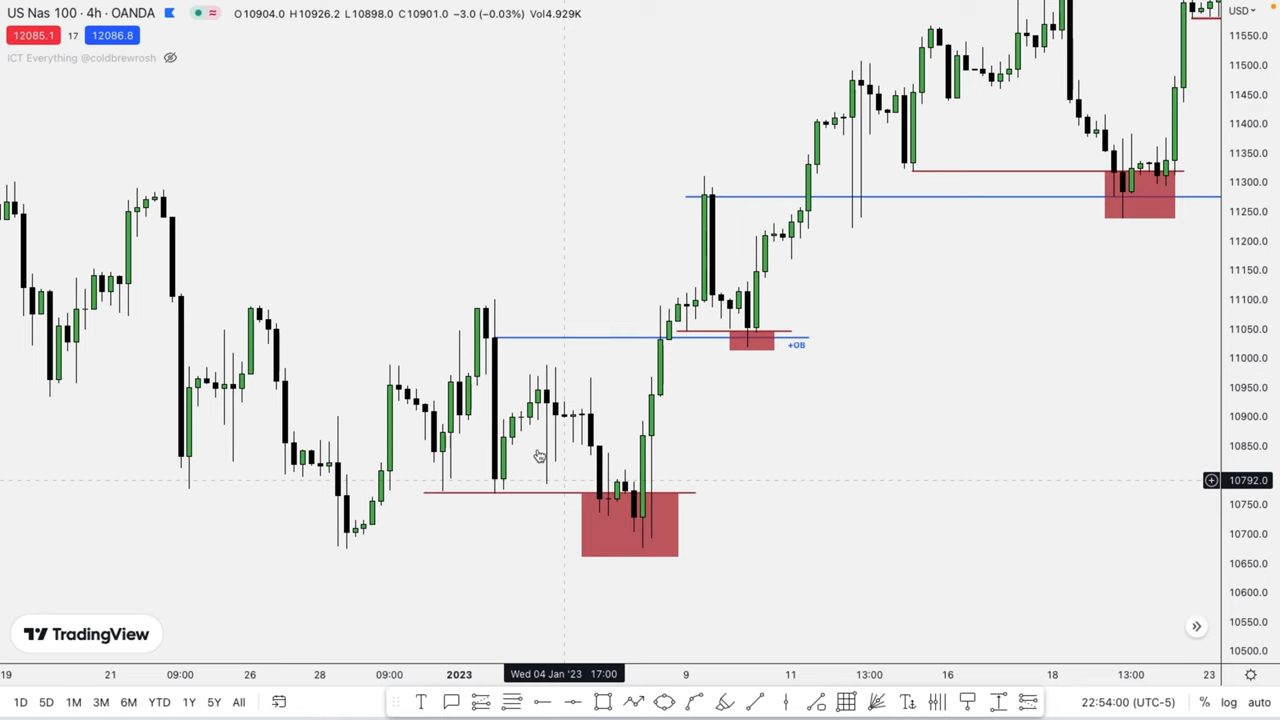 US Nas 100 · 4h · OANDA O10904.0 H10926.2 L10898.0 C10901.0 −3.0 (−0.03%) Vol4.929K
USD
12085.1 17 12086.8
ICT Everything @coldbrewrosh
11550.0
11500.0
11450.0
11400.0
11350.0
11300.0
11250.0
11200.0
11150.0
11100.0
11050.0
11000.0
10950.0
10900.0
10850.0
10792.0
10750.0
10700.0
10650.0
10600.0
10550.0
10500.0
+OB
TradingView
19 21 09:00 26 28 09:00 2023 Wed 04 Jan '23 17:00 9 11 13:00 16 18 13:00 23
1D 5D 1M 3M 6M YTD 1Y 5Y All 22:54:00 (UTC-5) % log auto